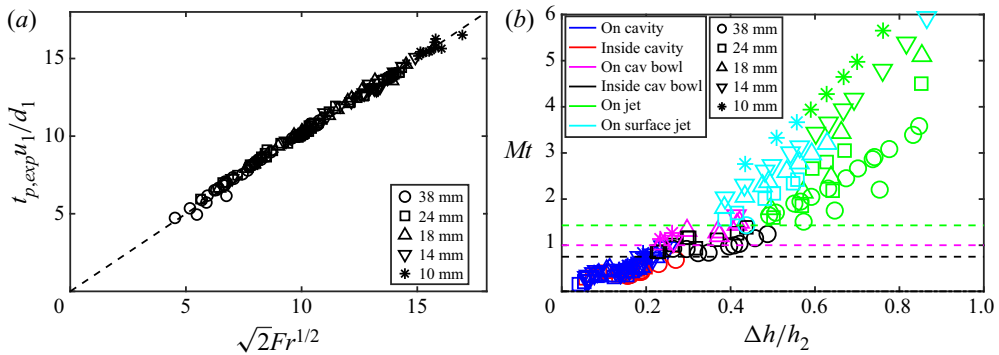 (a)
t_{p,exp} u_1/d_1
15
10
5
0
5
10
15
√2Fr^{1/2}
38 mm
24 mm
18 mm
14 mm
10 mm
(b)
Mt
6
5
4
3
2
1
0
0.2
0.4
0.6
0.8
1.0
Δh/h_2
On cavity
Inside cavity
On cav bowl
Inside cav bowl
On jet
On surface jet
38 mm
24 mm
18 mm
14 mm
10 mm